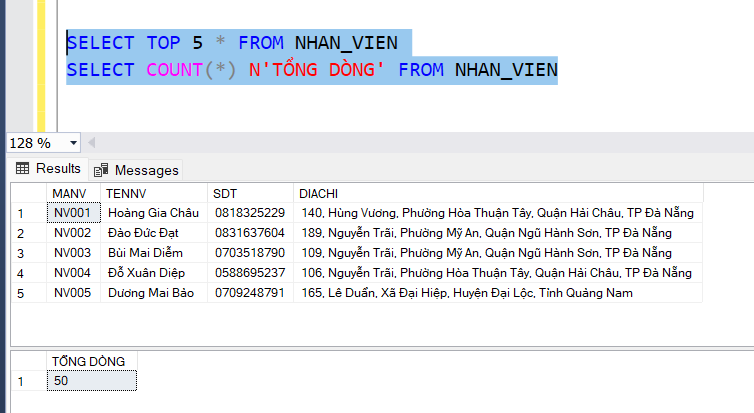 SELECT TOP 5 * FROM NHAN_VIEN
SELECT COUNT(*) N'TỔNG DÒNG' FROM NHAN_VIEN
128 %
Results Messages
MANV TENNV SDT DIACHI
1 NV001 Hoàng Gia Châu 0818325229 140, Hùng Vương, Phường Hòa Thuận Tây, Quận Hải Châu, TP Đà Nẵng
2 NV002 Đào Đức Đạt 0831637604 189, Nguyễn Trãi, Phường Mỹ An, Quận Ngũ Hành Sơn, TP Đà Nẵng
3 NV003 Bùi Mai Diễm 0703518790 109, Nguyễn Trãi, Phường Mỹ An, Quận Ngũ Hành Sơn, TP Đà Nẵng
4 NV004 Đỗ Xuân Diệp 0588695237 106, Nguyễn Trãi, Phường Hòa Thuận Tây, Quận Hải Châu, TP Đà Nẵng
5 NV005 Dương Mai Bảo 0709248791 165, Lê Duẩn, Xã Đại Hiệp, Huyện Đại Lộc, Tỉnh Quảng Nam
TỔNG DÒNG
1 50